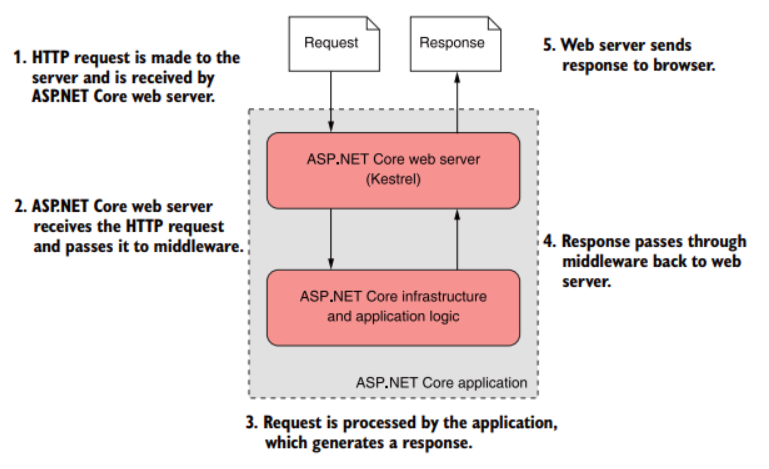 Request
Response
1. HTTP request is made to the
server and is received by
ASP.NET Core web server.
5. Web server sends
response to browser.
ASP.NET Core web server
(Kestrel)
2. ASP.NET Core web server
receives the HTTP request
and passes it to middleware.
4. Response passes through
middleware back to web
server.
ASP.NET Core infrastructure
and application logic
ASP.NET Core application
3. Request is processed by the application,
which generates a response.